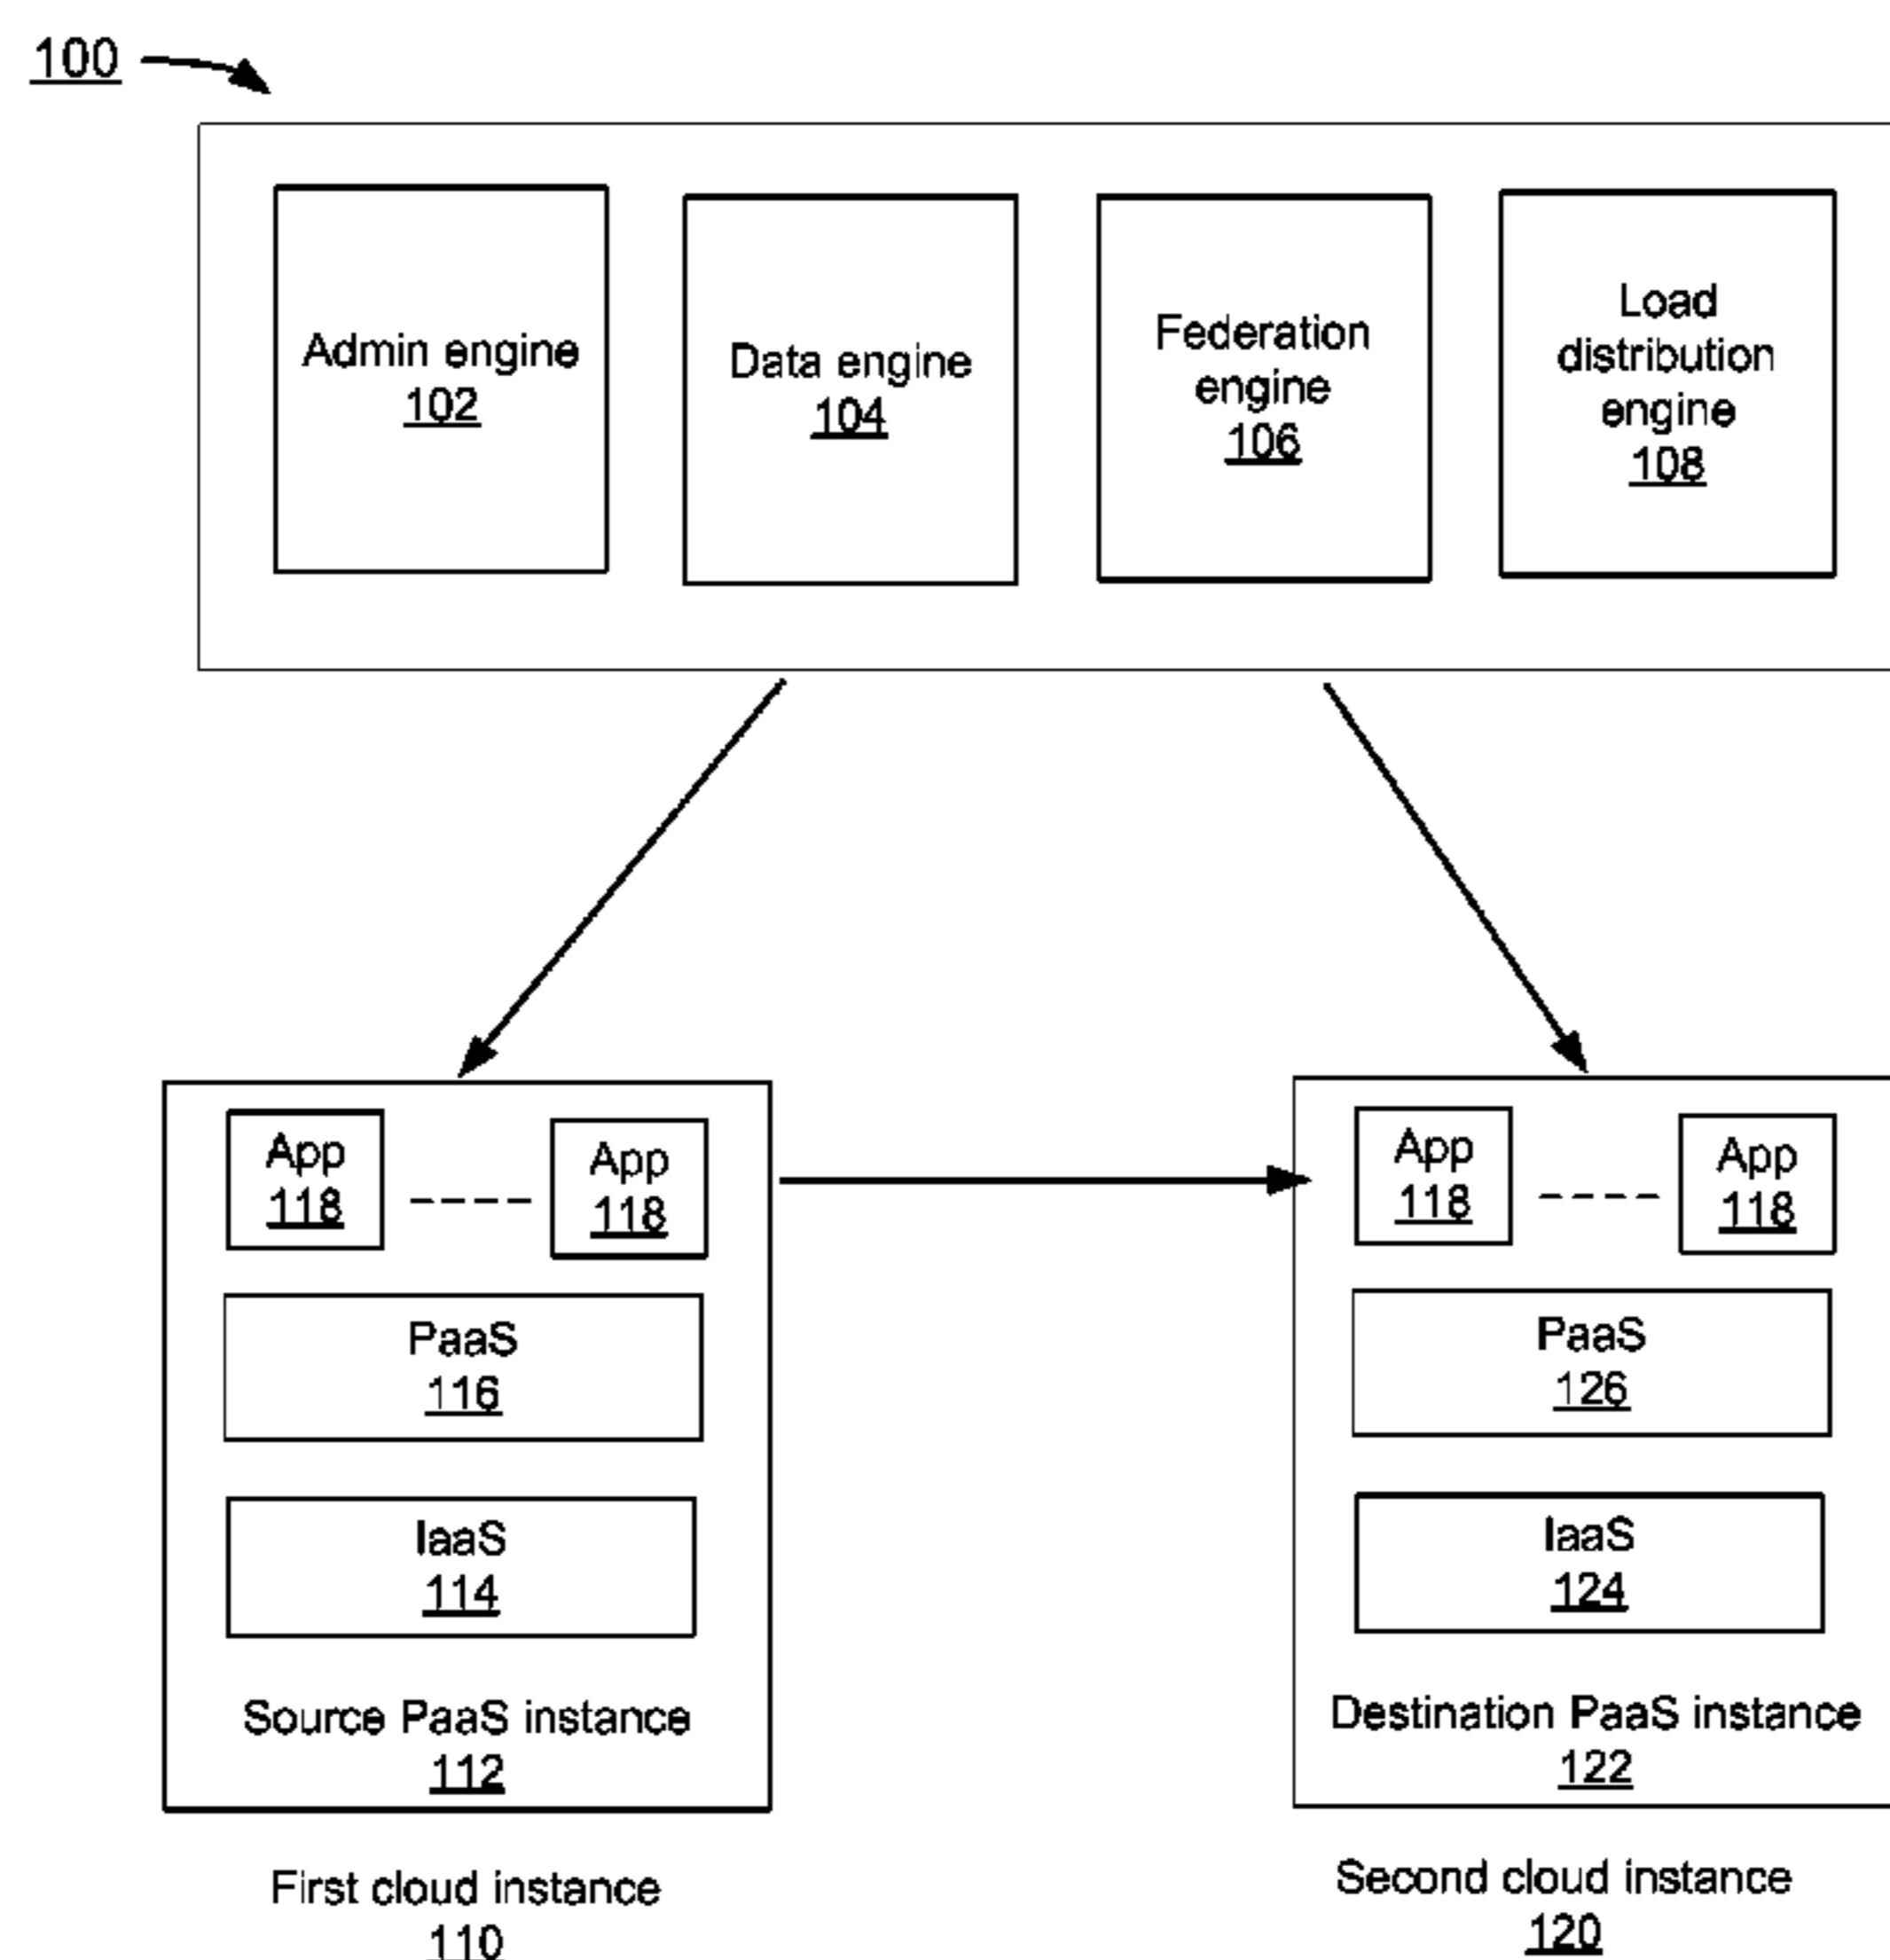 100
Admin engine
102
Data engine
104
Federation
engine
106
Load
distribution
engine
108
App
118
App
118
PaaS
116
IaaS
114
Source PaaS instance
112
First cloud instance
110
App
118
App
118
PaaS
126
IaaS
124
Destination PaaS instance
122
Second cloud instance
120